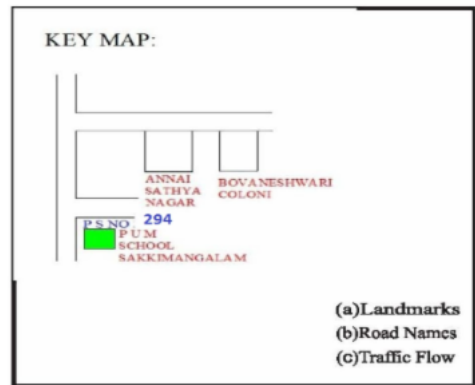 KEY MAP:
ANNAI
SATHYA
NAGAR
BOVANESHWARI
COLONI
P.S NO. 294
P U M
SCHOOL
SAKKIMANGALAM
(a)Landmarks
(b)Road Names
(c)Traffic Flow